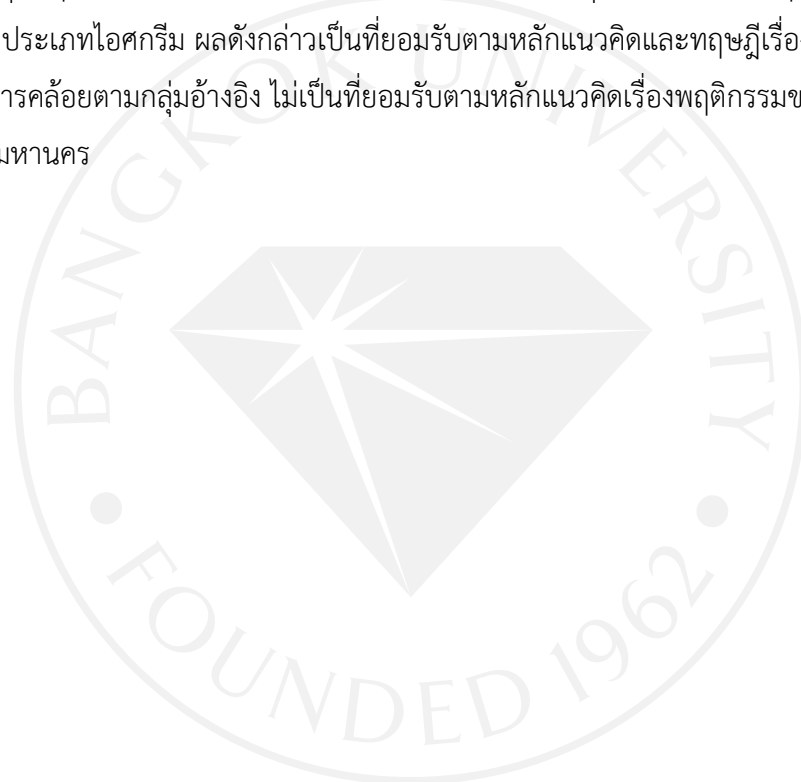 ประเภทไอศกรีม ผลดังกล่าวเป็นที่ยอมรับตามหลักแนวคิดและทฤษฎีเรื่อง
ารคล้อยตามกลุ่มอ้างอิง ไม่เป็นที่ยอมรับตามหลักแนวคิดเรื่องพฤติกรรมข
มหานคร
BANGKOK UNIVERSITY
FOUNDED 1962